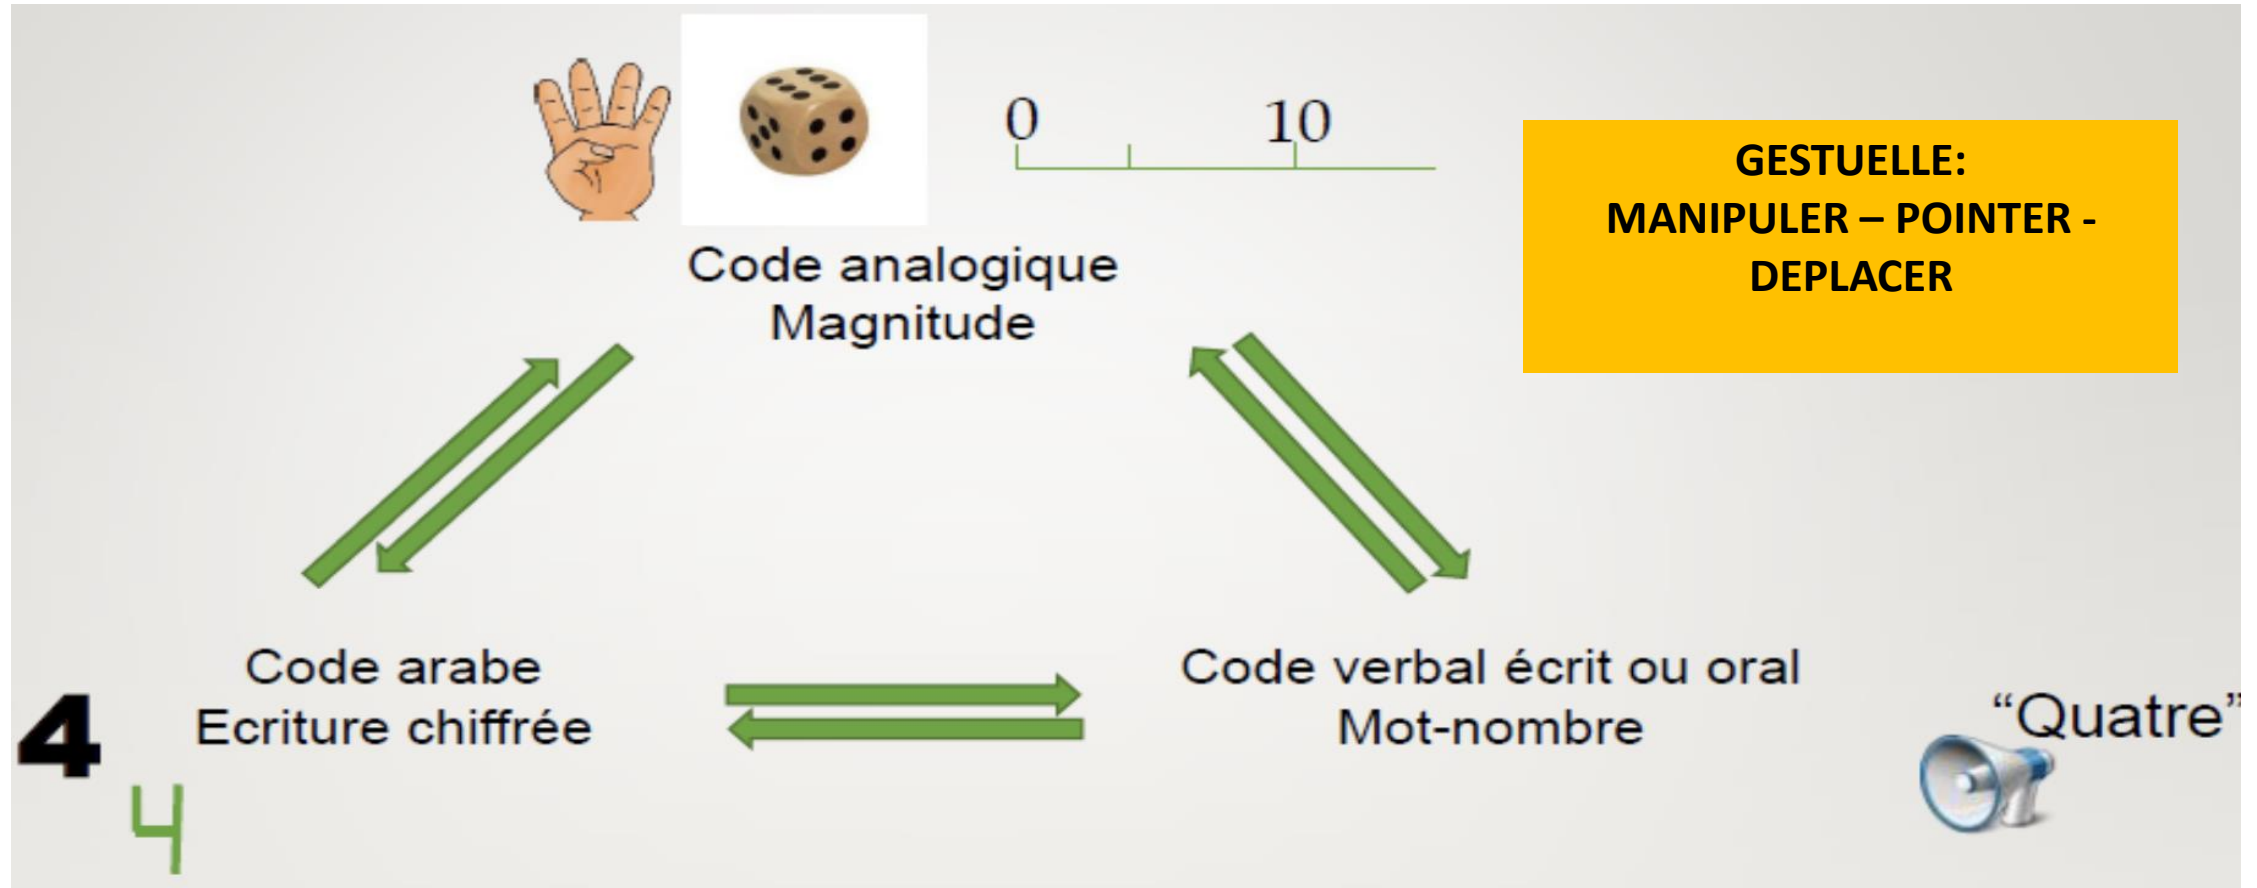 0
10
GESTUELLE:
MANIPULER – POINTER -
DEPLACER
Code analogique
Magnitude
Code arabe
Ecriture chiffrée
4
4
Code verbal écrit ou oral
Mot-nombre
“Quatre”